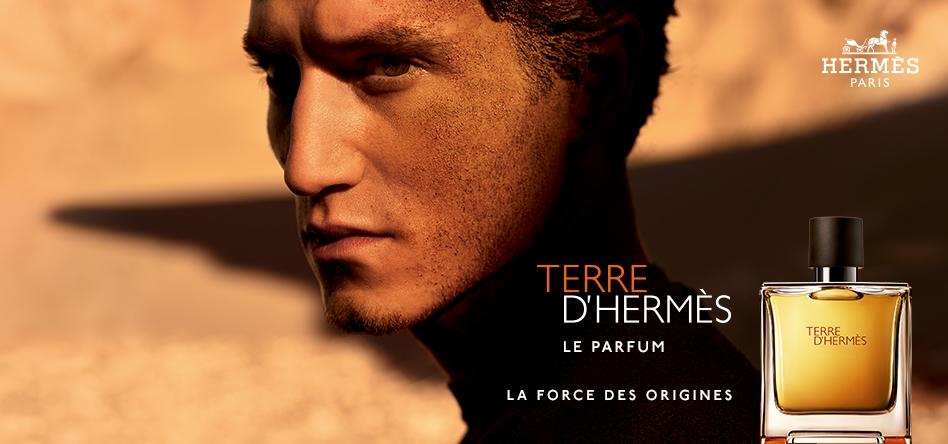 HERMÈS
PARIS
TERRE
D'HERMÈS
LE PARFUM
LA FORCE DES ORIGINES
TERRE
D'HERMÈS